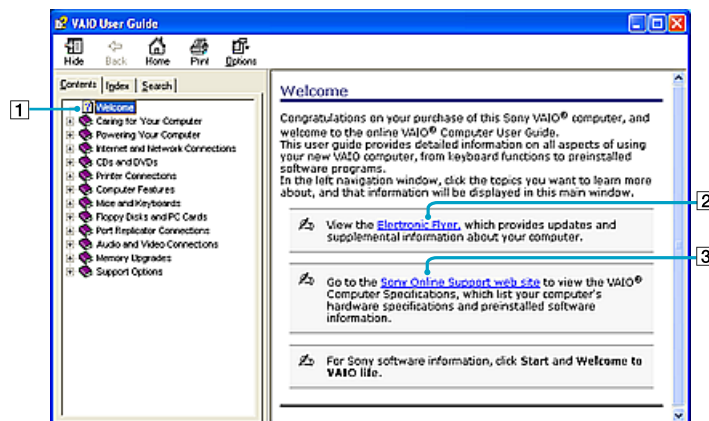 VAIO User Guide
Hide Back Home Print Options
Contents Index Search
1
Welcome
Caring for Your Computer
Powering Your Computer
Internet and Network Connections
CDs and DVDs
Printer Connections
Computer Features
Mice and Keyboards
Floppy Disks and PC Cards
Port Replicator Connections
Audio and Video Connections
Memory Upgrades
Support Options
Welcome
Congratulations on your purchase of this Sony VAIO® computer, and
welcome to the online VAIO® Computer User Guide.
This user guide provides detailed information on all aspects of using
your new VAIO computer, from keyboard functions to preinstalled
software programs.
In the left navigation window, click the topics you want to learn more
about, and that information will be displayed in this main window.
2
View the Electronic Flyer, which provides updates and
supplemental information about your computer.
3
Go to the Sony Online Support web site to view the VAIO®
Computer Specifications, which list your computer's
hardware specifications and preinstalled software
information.
For Sony software information, click Start and Welcome to
VAIO life.